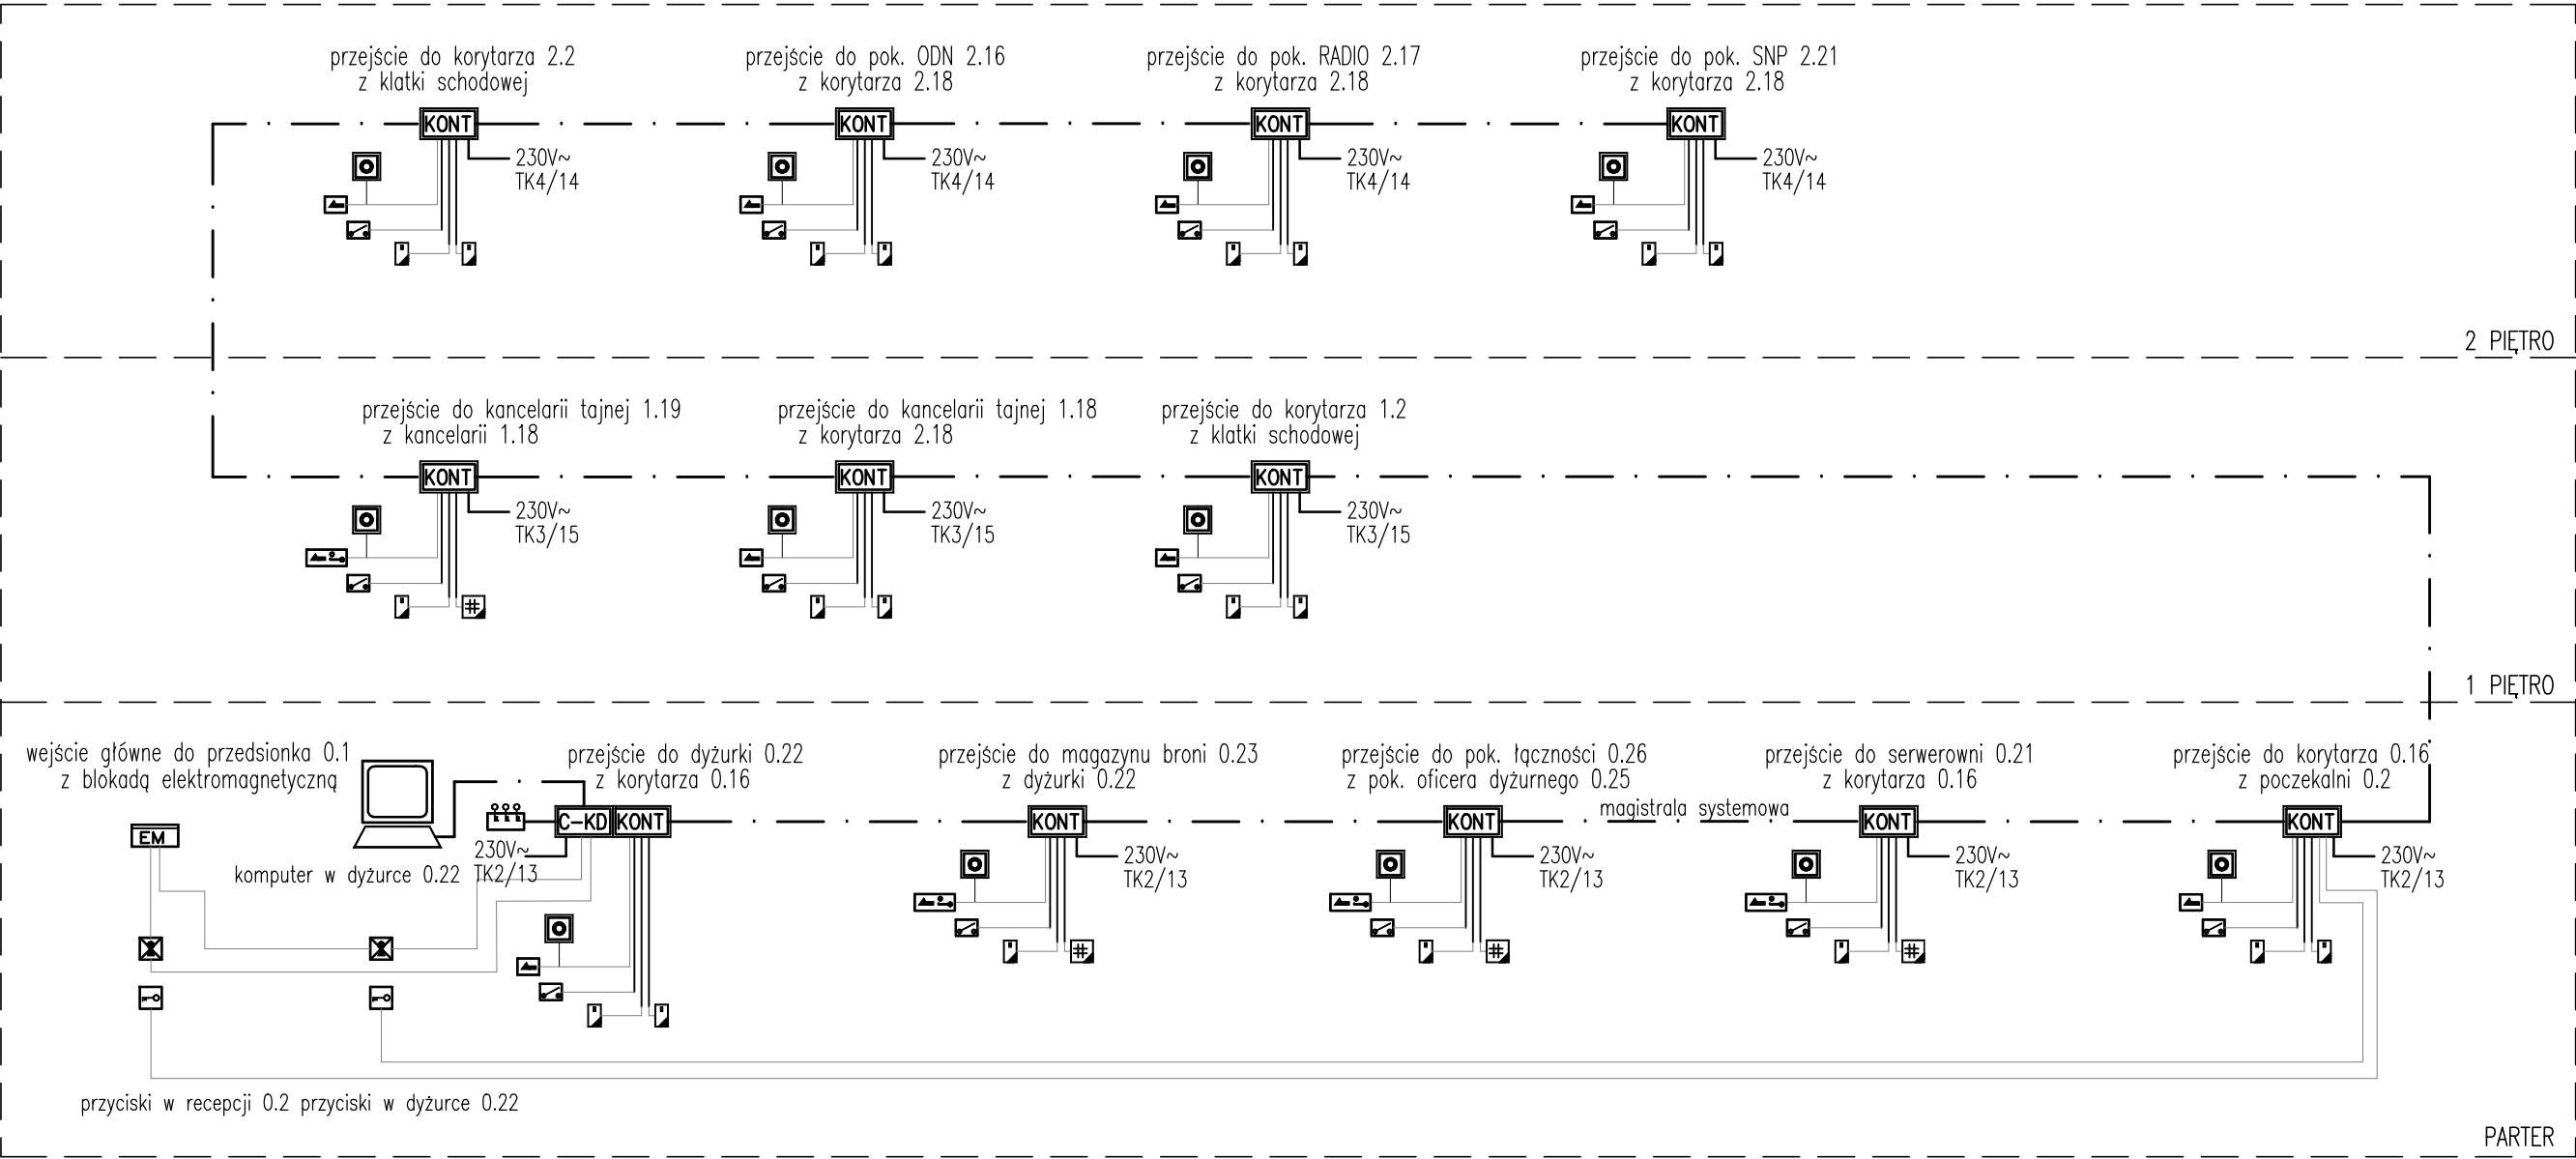 przejście do korytarza 2.2
z klatki schodowej
przejście do pok. ODN 2.16
z korytarza 2.18
przejście do pok. RADIO 2.17
z korytarza 2.18
przejście do pok. SNP 2.21
z korytarza 2.18
KONT
KONT
KONT
KONT
230V~
TK4/14
230V~
TK4/14
230V~
TK4/14
230V~
TK4/14
2 PIĘTRO
przejście do kancelarii tajnej 1.19
z kancelarii 1.18
przejście do kancelarii tajnej 1.18
z korytarza 2.18
przejście do korytarza 1.2
z klatki schodowej
KONT
KONT
KONT
230V~
TK3/15
230V~
TK3/15
230V~
TK3/15
1 PIĘTRO
wejście główne do przedsionka 0.1
z blokadą elektromagnetyczną
przejście do dyżurki 0.22
z korytarza 0.16
przejście do magazynu broni 0.23
z dyżurki 0.22
przejście do pok. łączności 0.26
z pok. oficera dyżurnego 0.25
przejście do serwerowni 0.21
z korytarza 0.16
przejście do korytarza 0.16
z poczekalni 0.2
magistrala systemowa
EM
C-KD
KONT
KONT
KONT
KONT
KONT
komputer w dyżurce 0.22
230V~
TK2/13
230V~
TK2/13
230V~
TK2/13
230V~
TK2/13
230V~
TK2/13
przyciski w recepcji 0.2
przyciski w dyżurce 0.22
PARTER